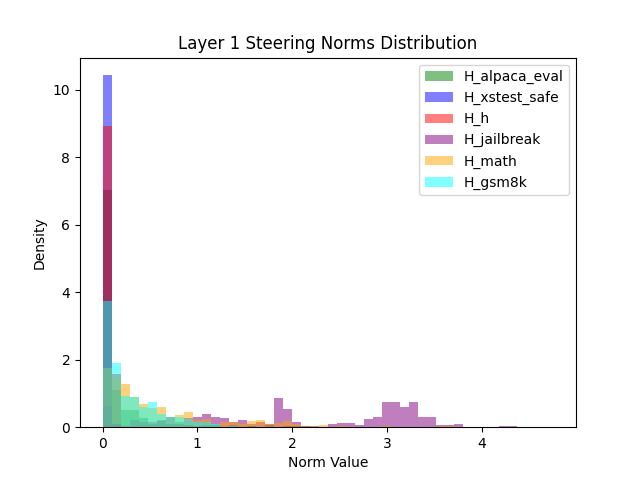 Layer 1 Steering Norms Distribution
H_alpaca_eval
H_xstest_safe
H_h
H_jailbreak
H_math
H_gsm8k
10
8
6
4
2
0
Density
0 1 2 3 4
Norm Value